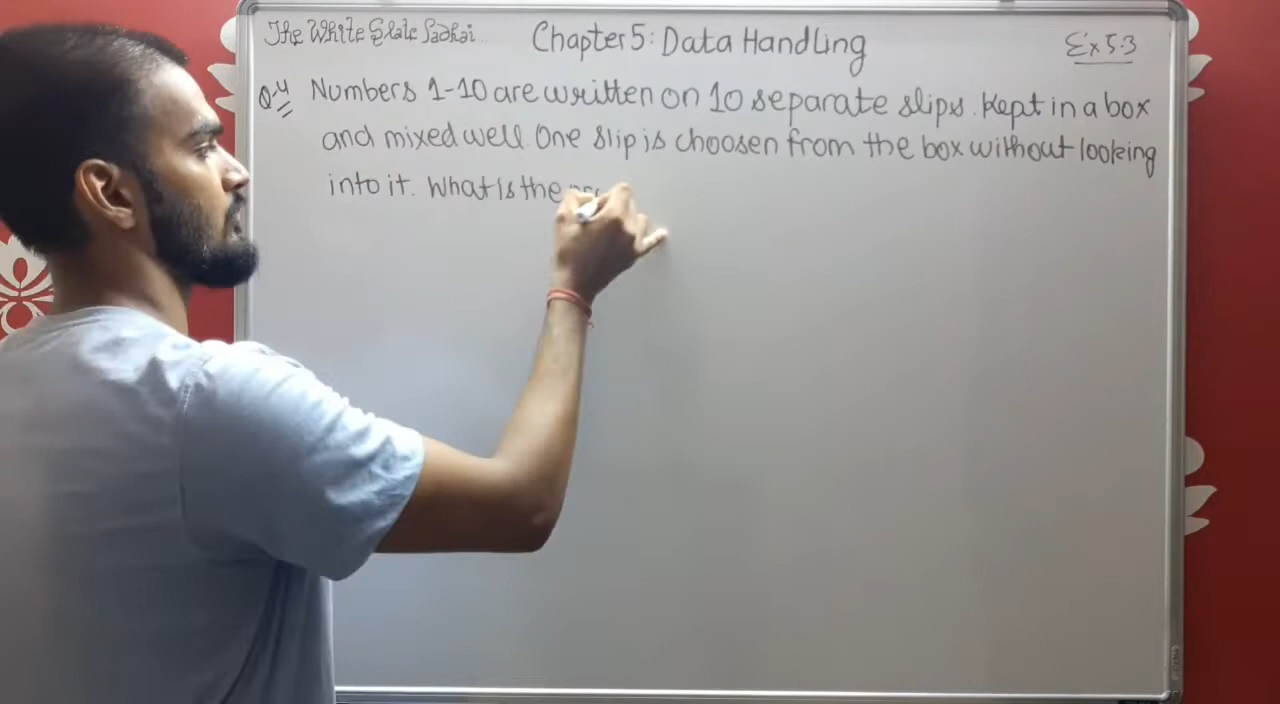 The White Slate Padhai
Chapter 5: Data Handling
Ex 5.3
Q.4 Numbers 1-10 are written on 10 separate slips. Kept in a box
and mixed well. One slip is choosen from the box without looking
into it. What is the